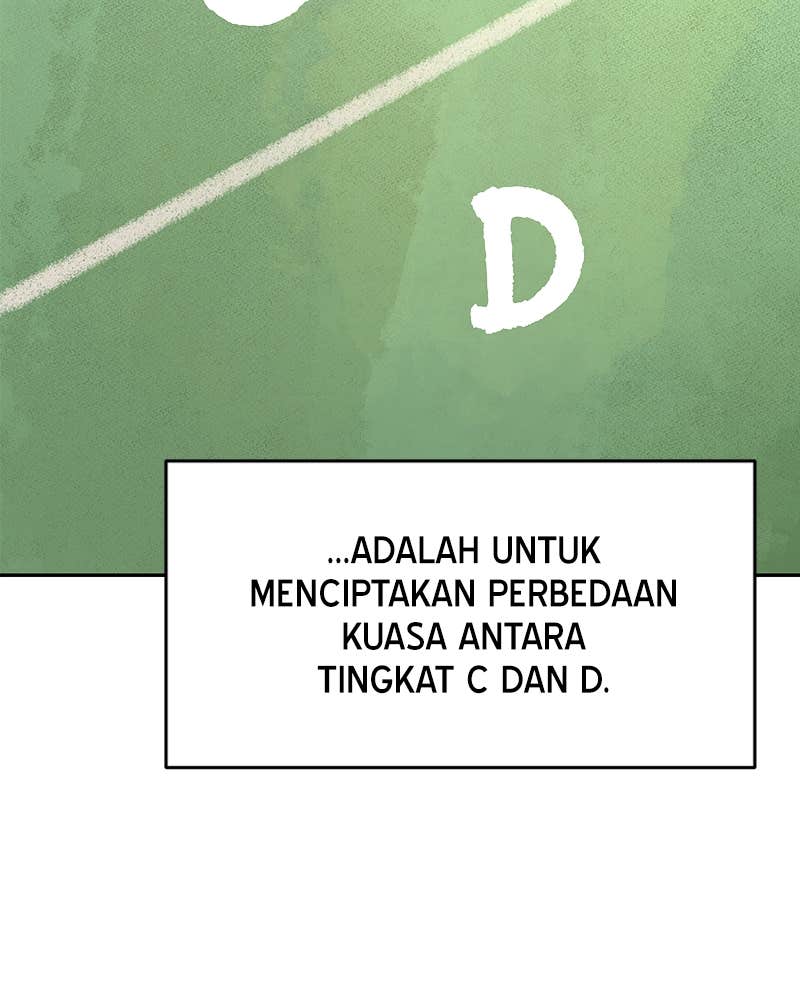 D
...ADALAH UNTUK
MENCIPTAKAN PERBEDAAN
KUASA ANTARA
TINGKAT C DAN D.